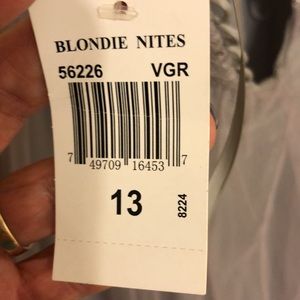 BLONDIE NITES
56226 VGR
7 49709 16453 7
13
8224